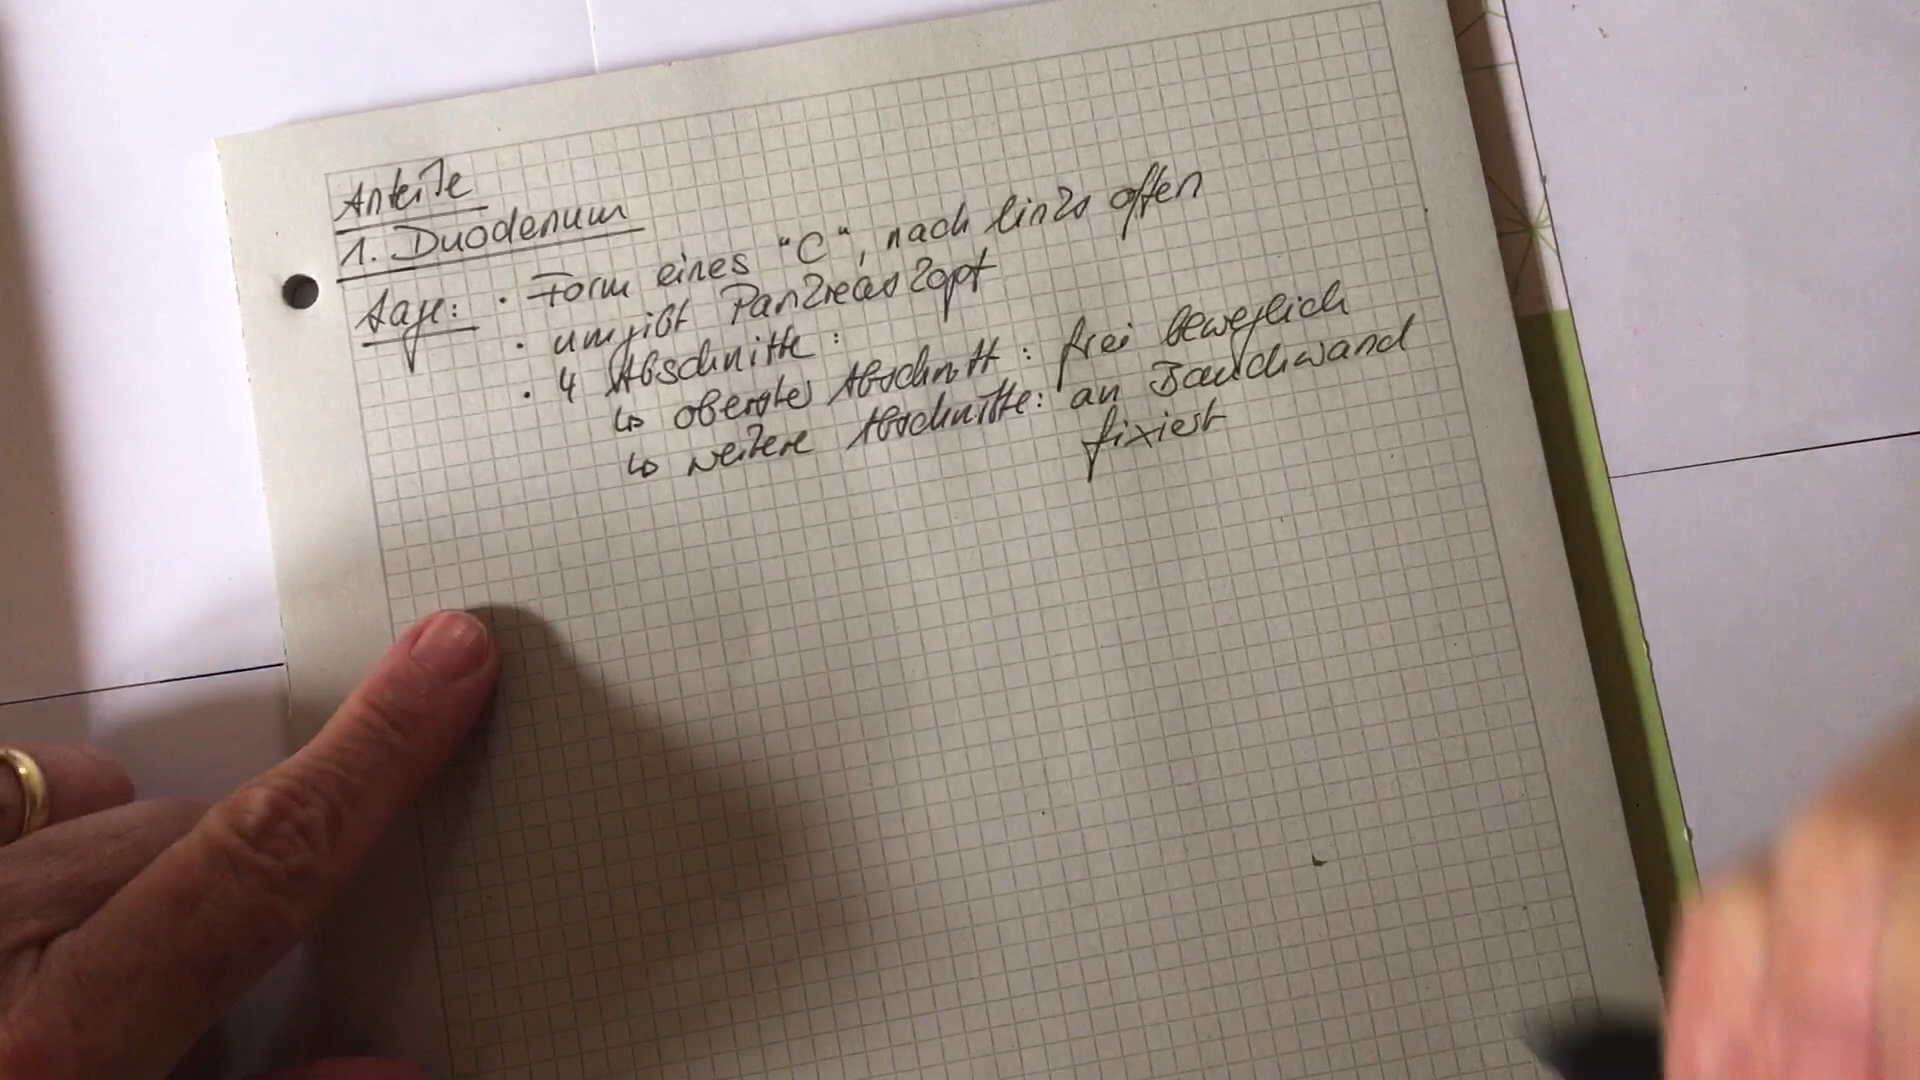 Anteile
1. Duodenum
Lage: · Form eines "C", nach links offen
· umgibt Pankreaskopf
· 4 Abschnitte:
↳ oberster Abschnitt: frei beweglich
↳ weitere Abschnitte: an Bauchwand
fixiert